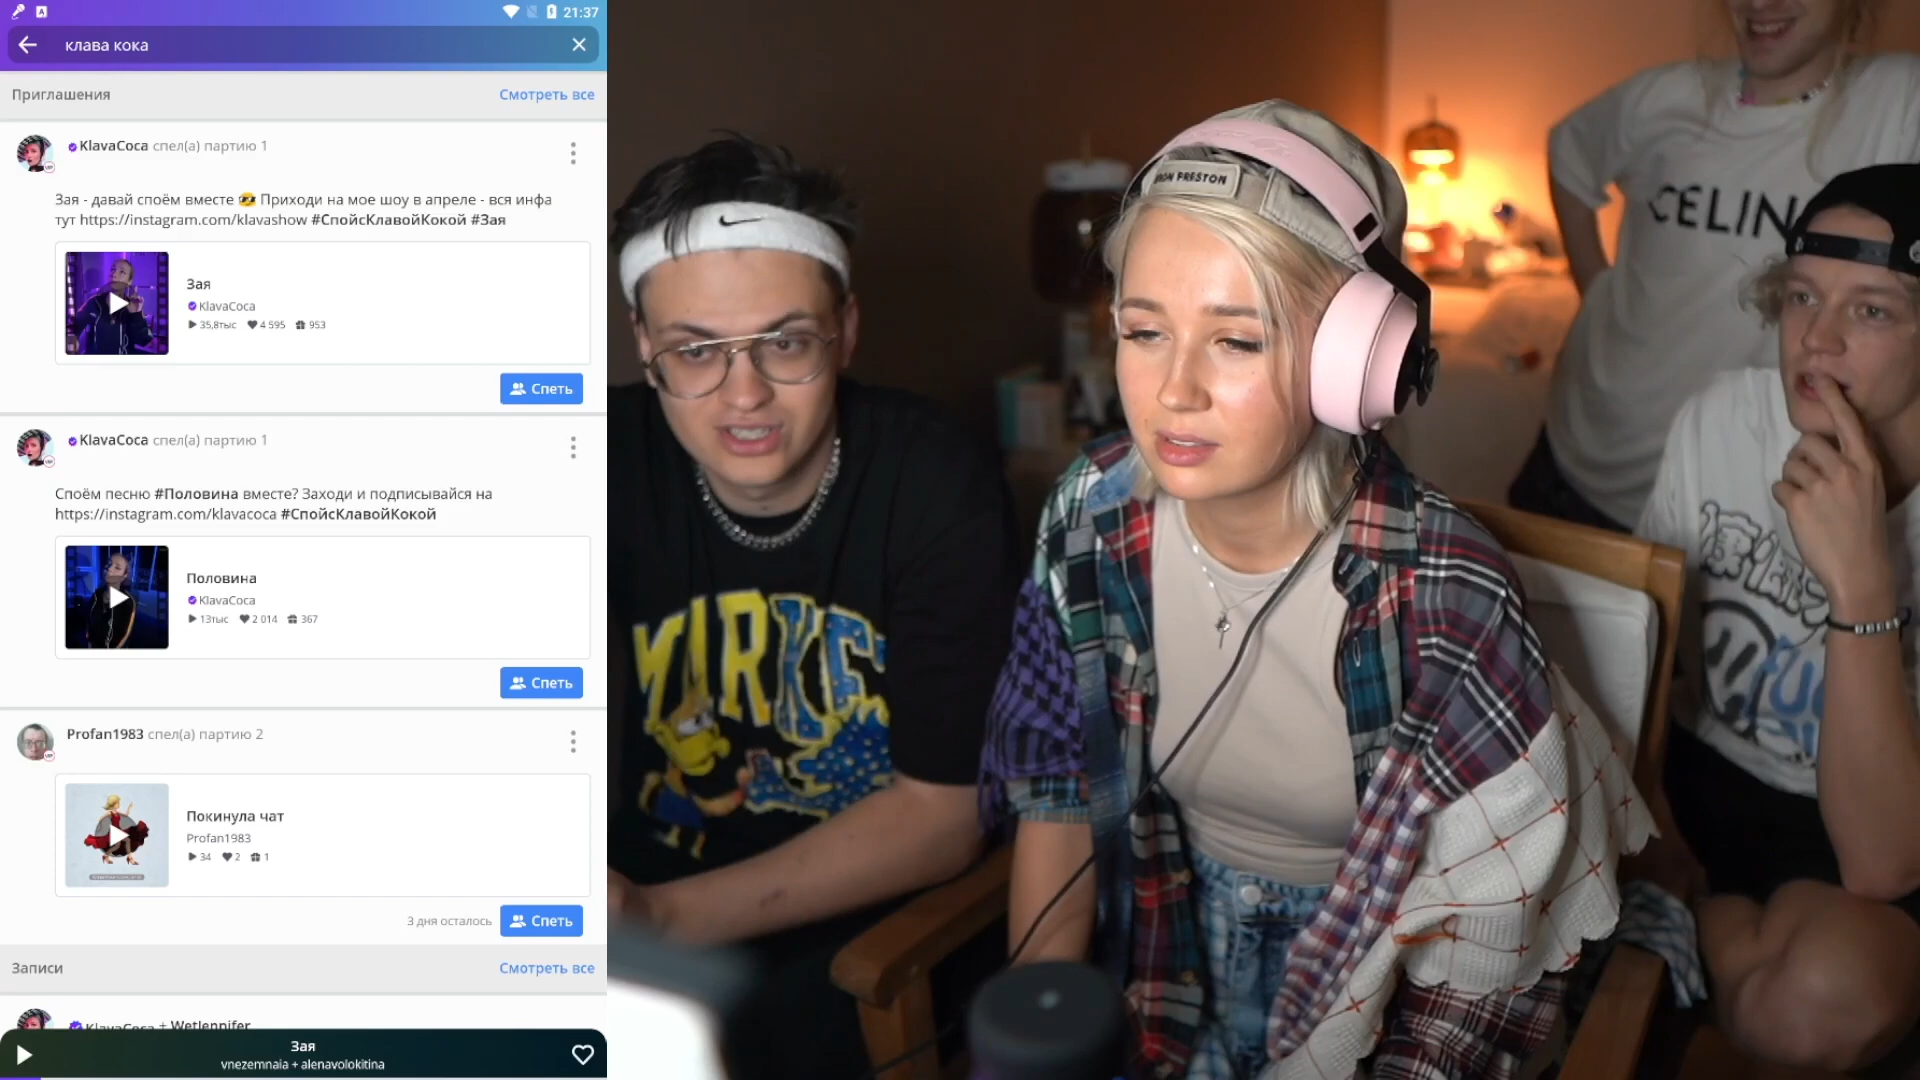 21:37
клава кока
Приглашения
Смотреть все
KlavaCoca спел(а) партию 1
Зая - давай споём вместе 😎 Приходи на мое шоу в апреле - вся инфа
тут https://instagram.com/klavashow #СпойсКлавойКокой #Зая
Зая
KlavaCoca
35,8тыс 4 595 953
Спеть
KlavaCoca спел(а) партию 1
Споём песню #Половина вместе? Заходи и подписывайся на
https://instagram.com/klavacoca #СпойсКлавойКокой
Половина
KlavaCoca
13тыс 2 014 367
Спеть
Profan1983 спел(а) партию 2
Покинула чат
Profan1983
34 2 1
3 дня осталось
Спеть
Записи
Смотреть все
KlavaCoca + Wetlennifer
Зая
vnezemnaia + alenavolokitina
PRESTON
CELIN
MARKE